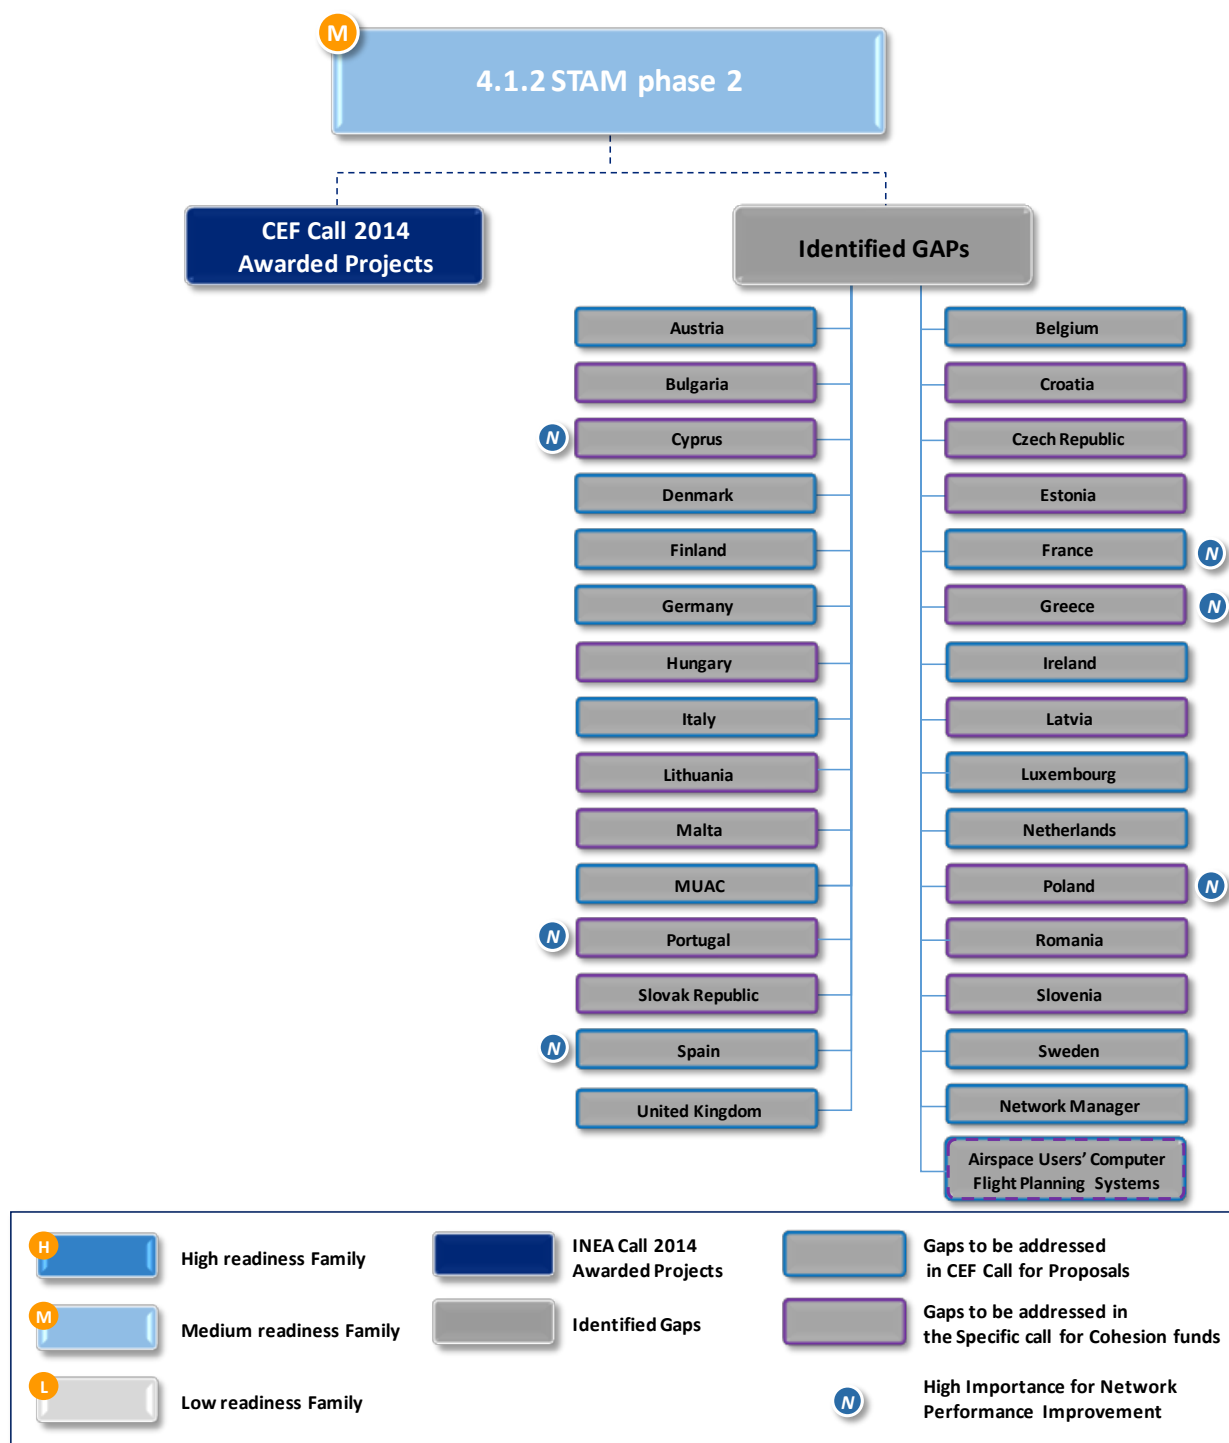 M
4.1.2 STAM phase 2
CEF Call 2014
Awarded Projects
Identified GAPs
Austria
Belgium
Bulgaria
Croatia
N
Cyprus
Czech Republic
Denmark
Estonia
Finland
France
N
Germany
Greece
N
Hungary
Ireland
Italy
Latvia
Lithuania
Luxembourg
Malta
Netherlands
MUAC
Poland
N
N
Portugal
Romania
Slovak Republic
Slovenia
N
Spain
Sweden
United Kingdom
Network Manager
Airspace Users' Computer
Flight Planning Systems
H
High readiness Family
INEA Call 2014
Awarded Projects
Gaps to be addressed
in CEF Call for Proposals
M
Medium readiness Family
Identified Gaps
Gaps to be addressed in
the Specific call for Cohesion funds
L
Low readiness Family
N
High Importance for Network
Performance Improvement